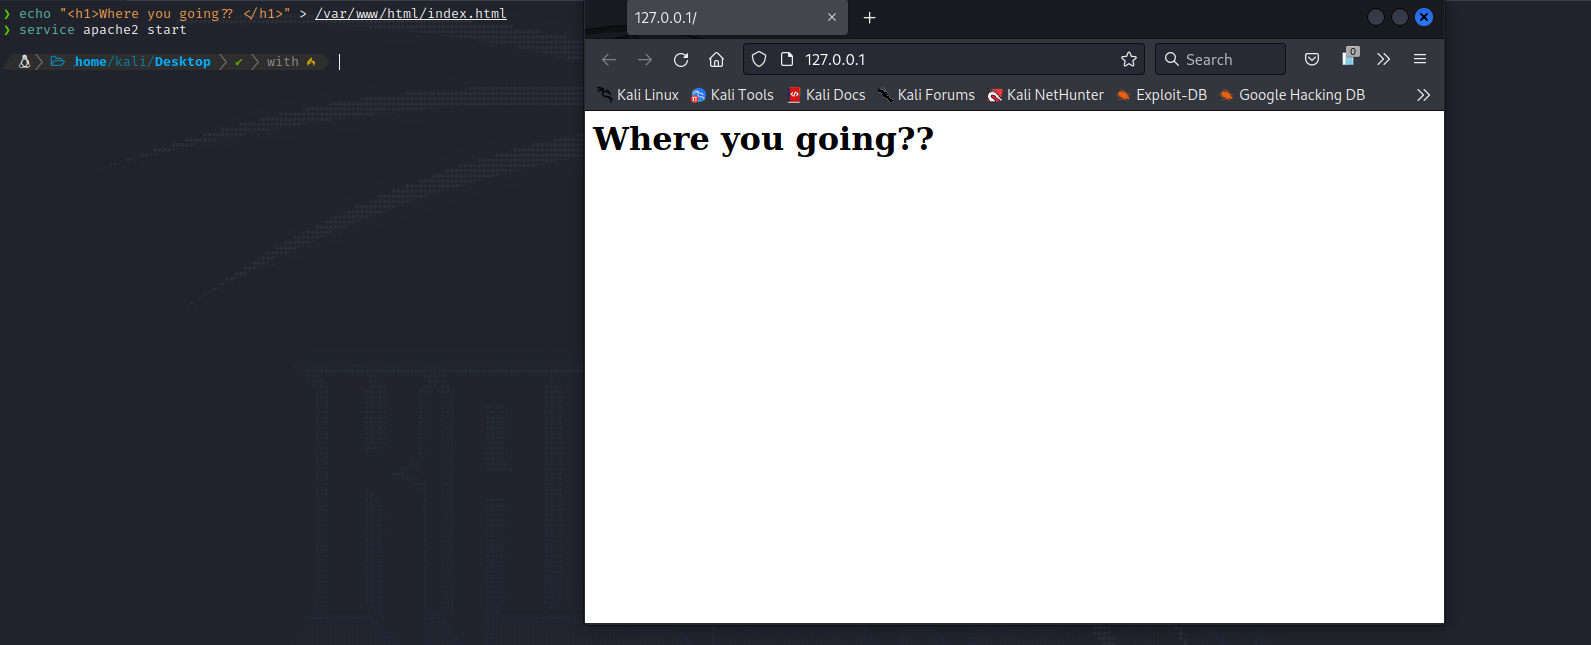 ❯ echo "<h1>Where you going?? </h1>" > /var/www/html/index.html
❯ service apache2 start
home/kali/Desktop ✔ with
127.0.0.1/
127.0.0.1
Search
0
Kali Linux Kali Tools Kali Docs Kali Forums Kali NetHunter Exploit-DB Google Hacking DB
Where you going??